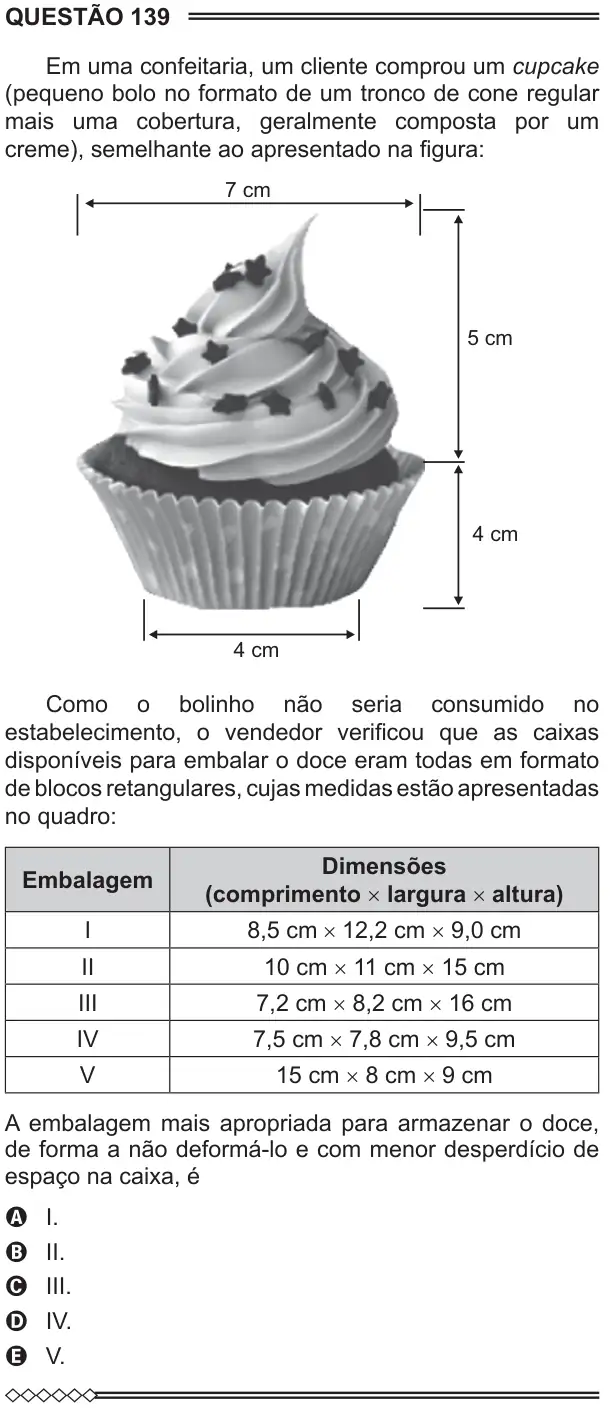 QUESTÃO 139
Em uma confeitaria, um cliente comprou um cupcake
(pequeno bolo no formato de um tronco de cone regular
mais uma cobertura, geralmente composta por um
creme), semelhante ao apresentado na figura:
7 cm
5 cm
4 cm
4 cm
Como o bolinho não seria consumido no
estabelecimento, o vendedor verificou que as caixas
disponíveis para embalar o doce eram todas em formato
de blocos retangulares, cujas medidas estão apresentadas
no quadro:
Embalagem
Dimensões
(comprimento × largura × altura)
I 8,5 cm × 12,2 cm × 9,0 cm
II 10 cm × 11 cm × 15 cm
III 7,2 cm × 8,2 cm × 16 cm
IV 7,5 cm × 7,8 cm × 9,5 cm
V 15 cm × 8 cm × 9 cm
A embalagem mais apropriada para armazenar o doce,
de forma a não deformá-lo e com menor desperdício de
espaço na caixa, é
A I.
B II.
C III.
D IV.
E V.